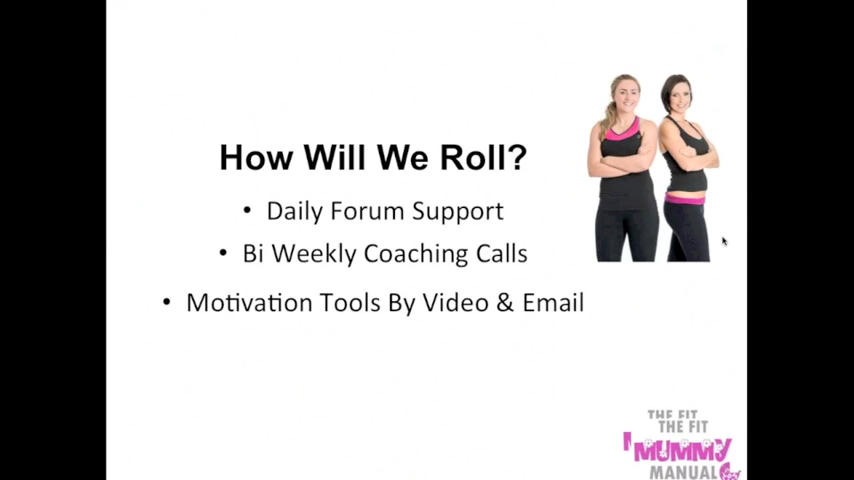 How Will We Roll?
• Daily Forum Support
• Bi Weekly Coaching Calls
• Motivation Tools By Video & Email
THE FIT
THE FIT
MUMMY
MANUAL